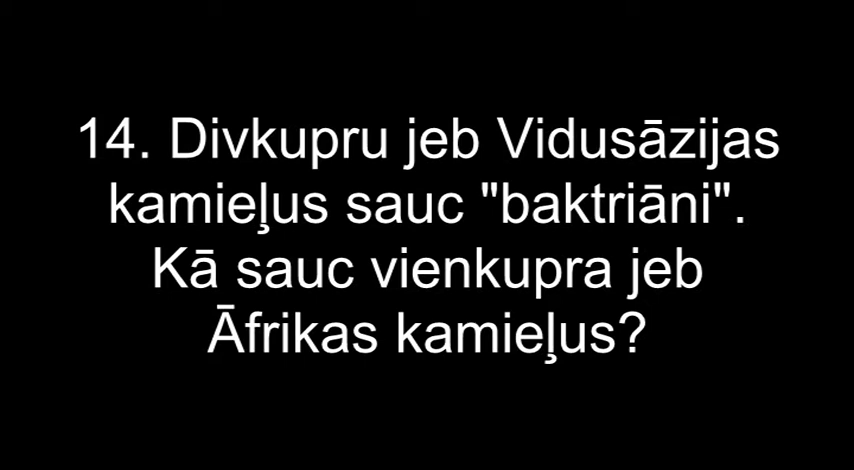 14. Divkupru jeb Vidusāzijas
kamieļus sauc "baktriāni".
Kā sauc vienkupra jeb
Āfrikas kamieļus?